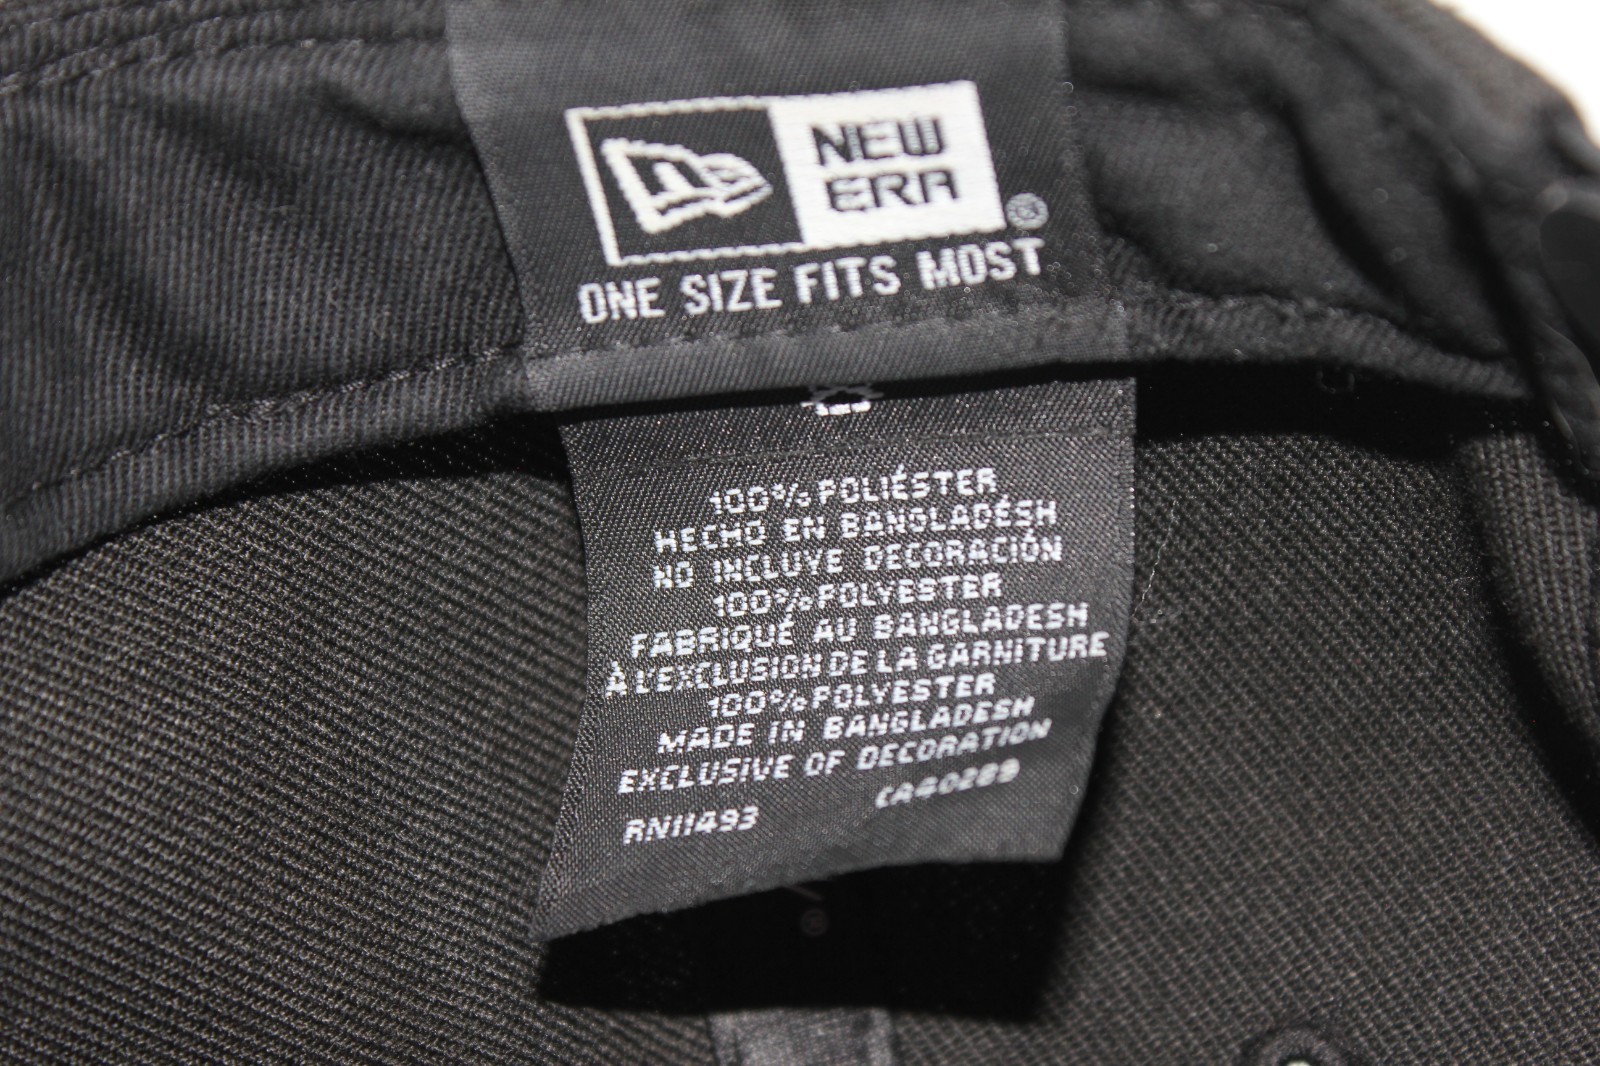 NEW
ERA
®
ONE SIZE FITS MOST
100% POLIÉSTER
HECHO EN BANGLADÉSH
NO INCLUYE DECORACIÓN
100% POLYESTER
FABRIQUÉ AU BANGLADESH
À L'EXCLUSION DE LA GARNITURE
100% POLYESTER
MADE IN BANGLADESH
EXCLUSIVE OF DECORATION
RN11493 CA40289